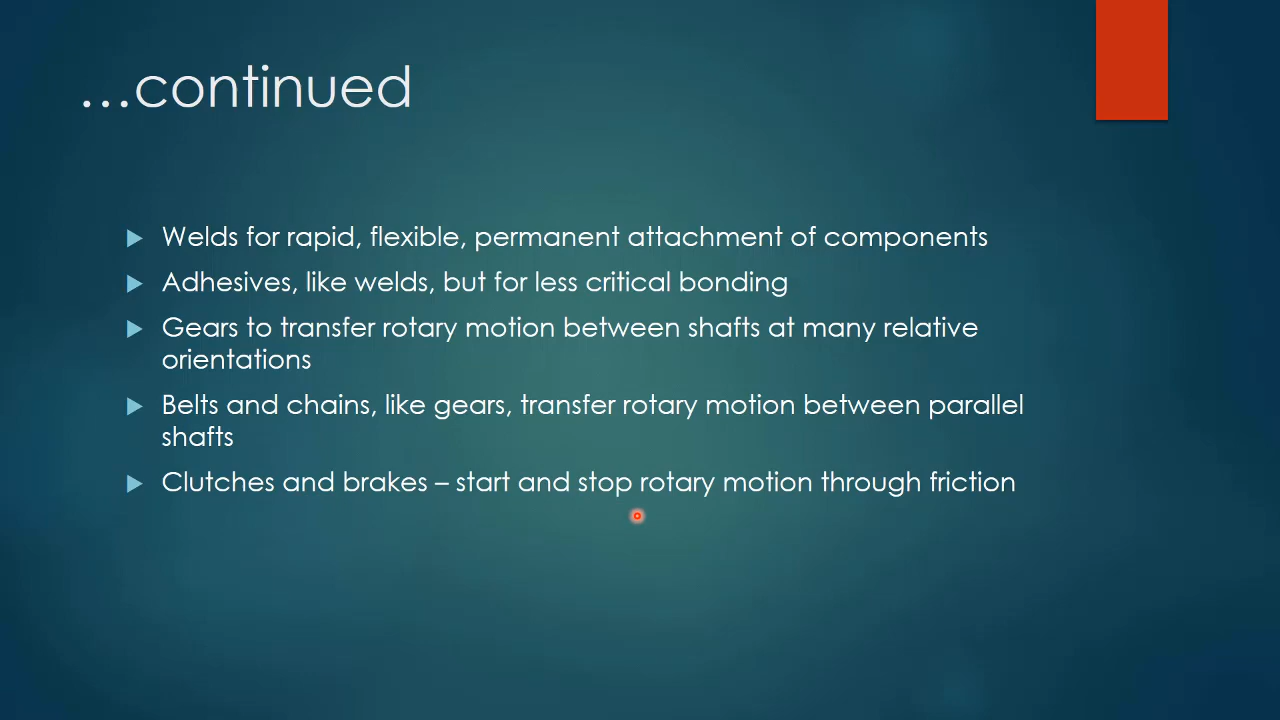 ...continued
Welds for rapid, flexible, permanent attachment of components
Adhesives, like welds, but for less critical bonding
Gears to transfer rotary motion between shafts at many relative
orientations
Belts and chains, like gears, transfer rotary motion between parallel
shafts
Clutches and brakes – start and stop rotary motion through friction